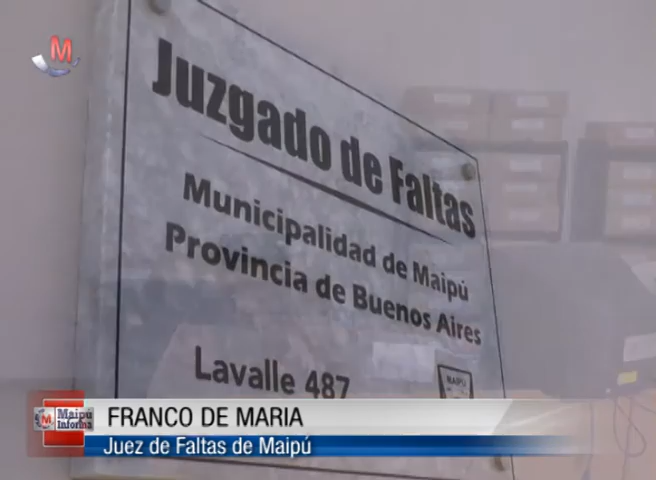 M
Juzgado de Faltas
Municipalidad de Maipú
Provincia de Buenos Aires
Lavalle 487
MAIPU
M Maipú
Informa
FRANCO DE MARIA
Juez de Faltas de Maipú